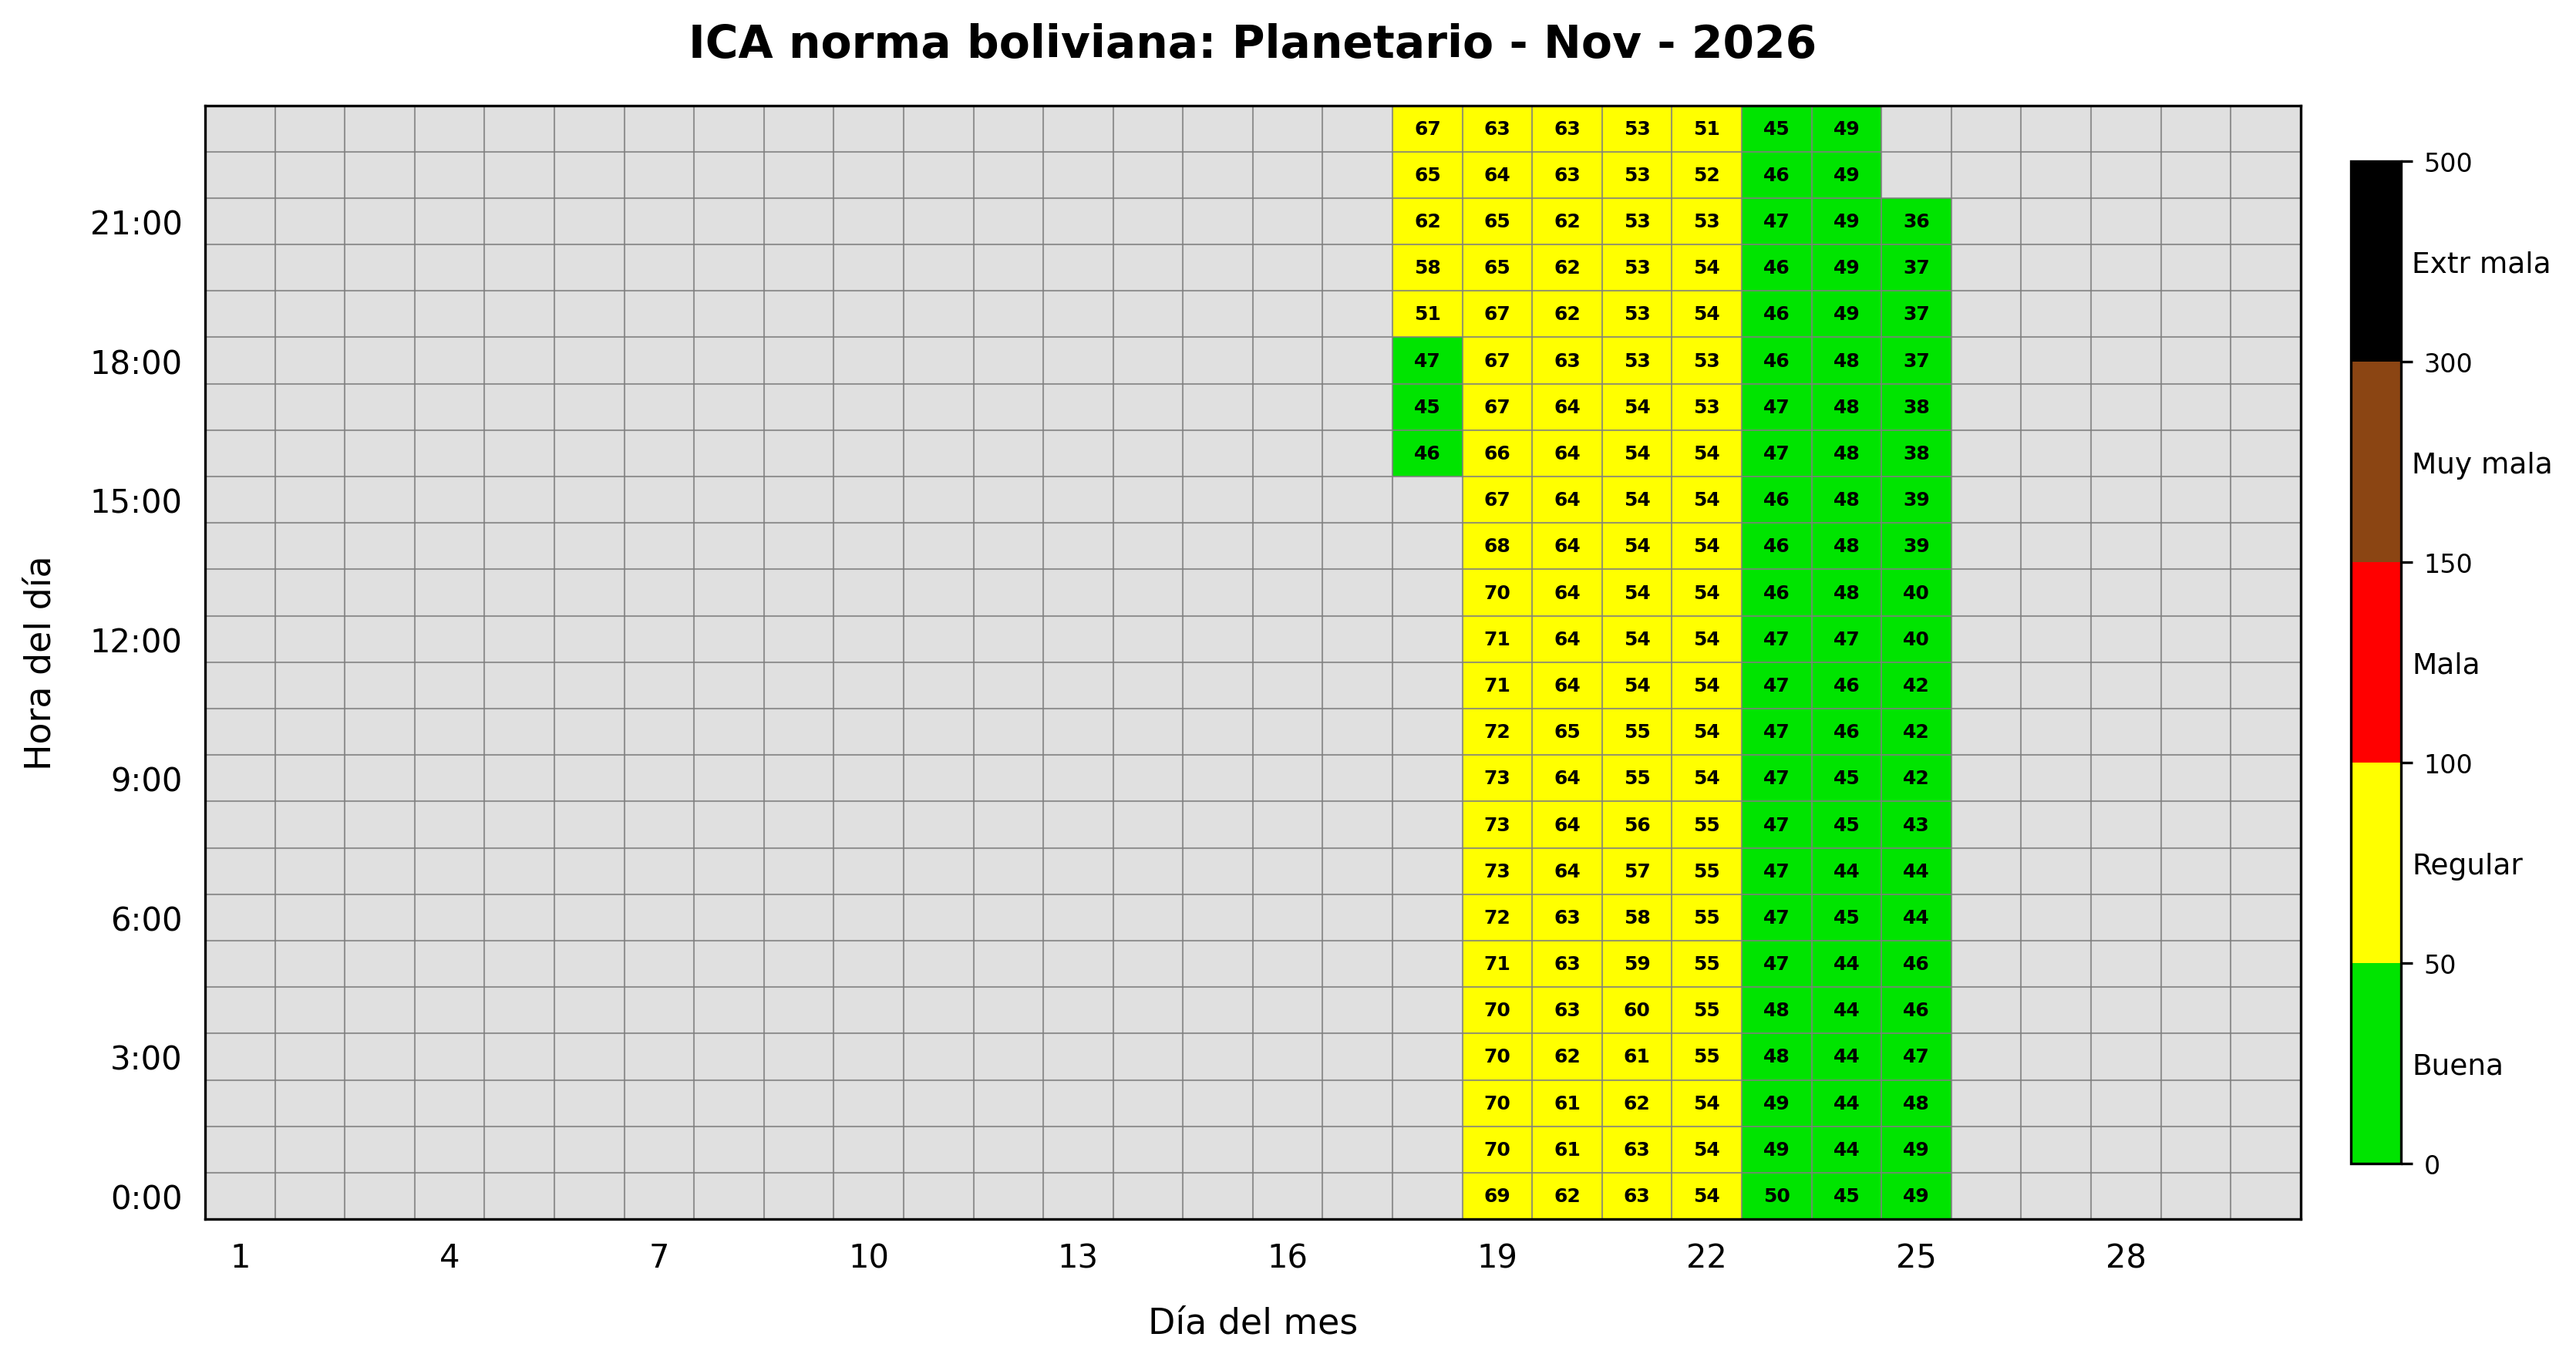 ICA norma boliviana: Planetario - Nov - 2026
67 63 63 53 51 45 49
65 64 63 53 52 46 49
21:00 62 65 62 53 53 47 49 36
58 65 62 53 54 46 49 37
51 67 62 53 54 46 49 37
18:00 47 67 63 53 53 46 48 37
45 67 64 54 53 47 48 38
46 66 64 54 54 47 48 38
15:00 67 64 54 54 46 48 39
68 64 54 54 46 48 39
70 64 54 54 46 48 40
12:00 71 64 54 54 47 47 40
71 64 54 54 47 46 42
72 65 55 54 47 46 42
9:00 73 64 55 54 47 45 42
73 64 56 55 47 45 43
73 64 57 55 47 44 44
6:00 72 63 58 55 47 45 44
71 63 59 55 47 44 46
70 63 60 55 48 44 46
3:00 70 62 61 55 48 44 47
70 61 62 54 49 44 48
70 61 63 54 49 44 49
0:00 69 62 63 54 50 45 49
1 4 7 10 13 16 19 22 25 28
Día del mes
Hora del día
500
Extr mala
300
Muy mala
150
Mala
100
Regular
50
Buena
0